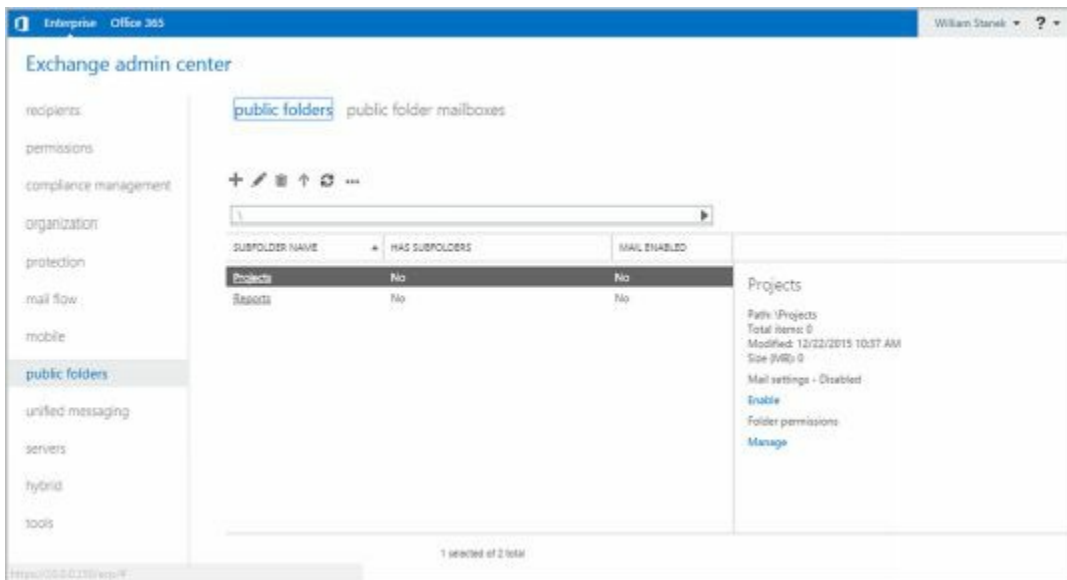 Enterprise Office 365
William Stanek ?
Exchange admin center
recipients
permissions
compliance management
organization
protection
mail flow
mobile
public folders
unified messaging
servers
hybrid
tools
public folders public folder mailboxes
\
SUBFOLDER NAME HAS SUBFOLDERS MAIL ENABLED
Projects No No
Reports No No
Projects
Path: \Projects
Total items: 0
Modified: 12/22/2015 10:37 AM
Size (MB): 0
Mail settings - Disabled
Enable
Folder permissions
Manage
1 selected of 2 total